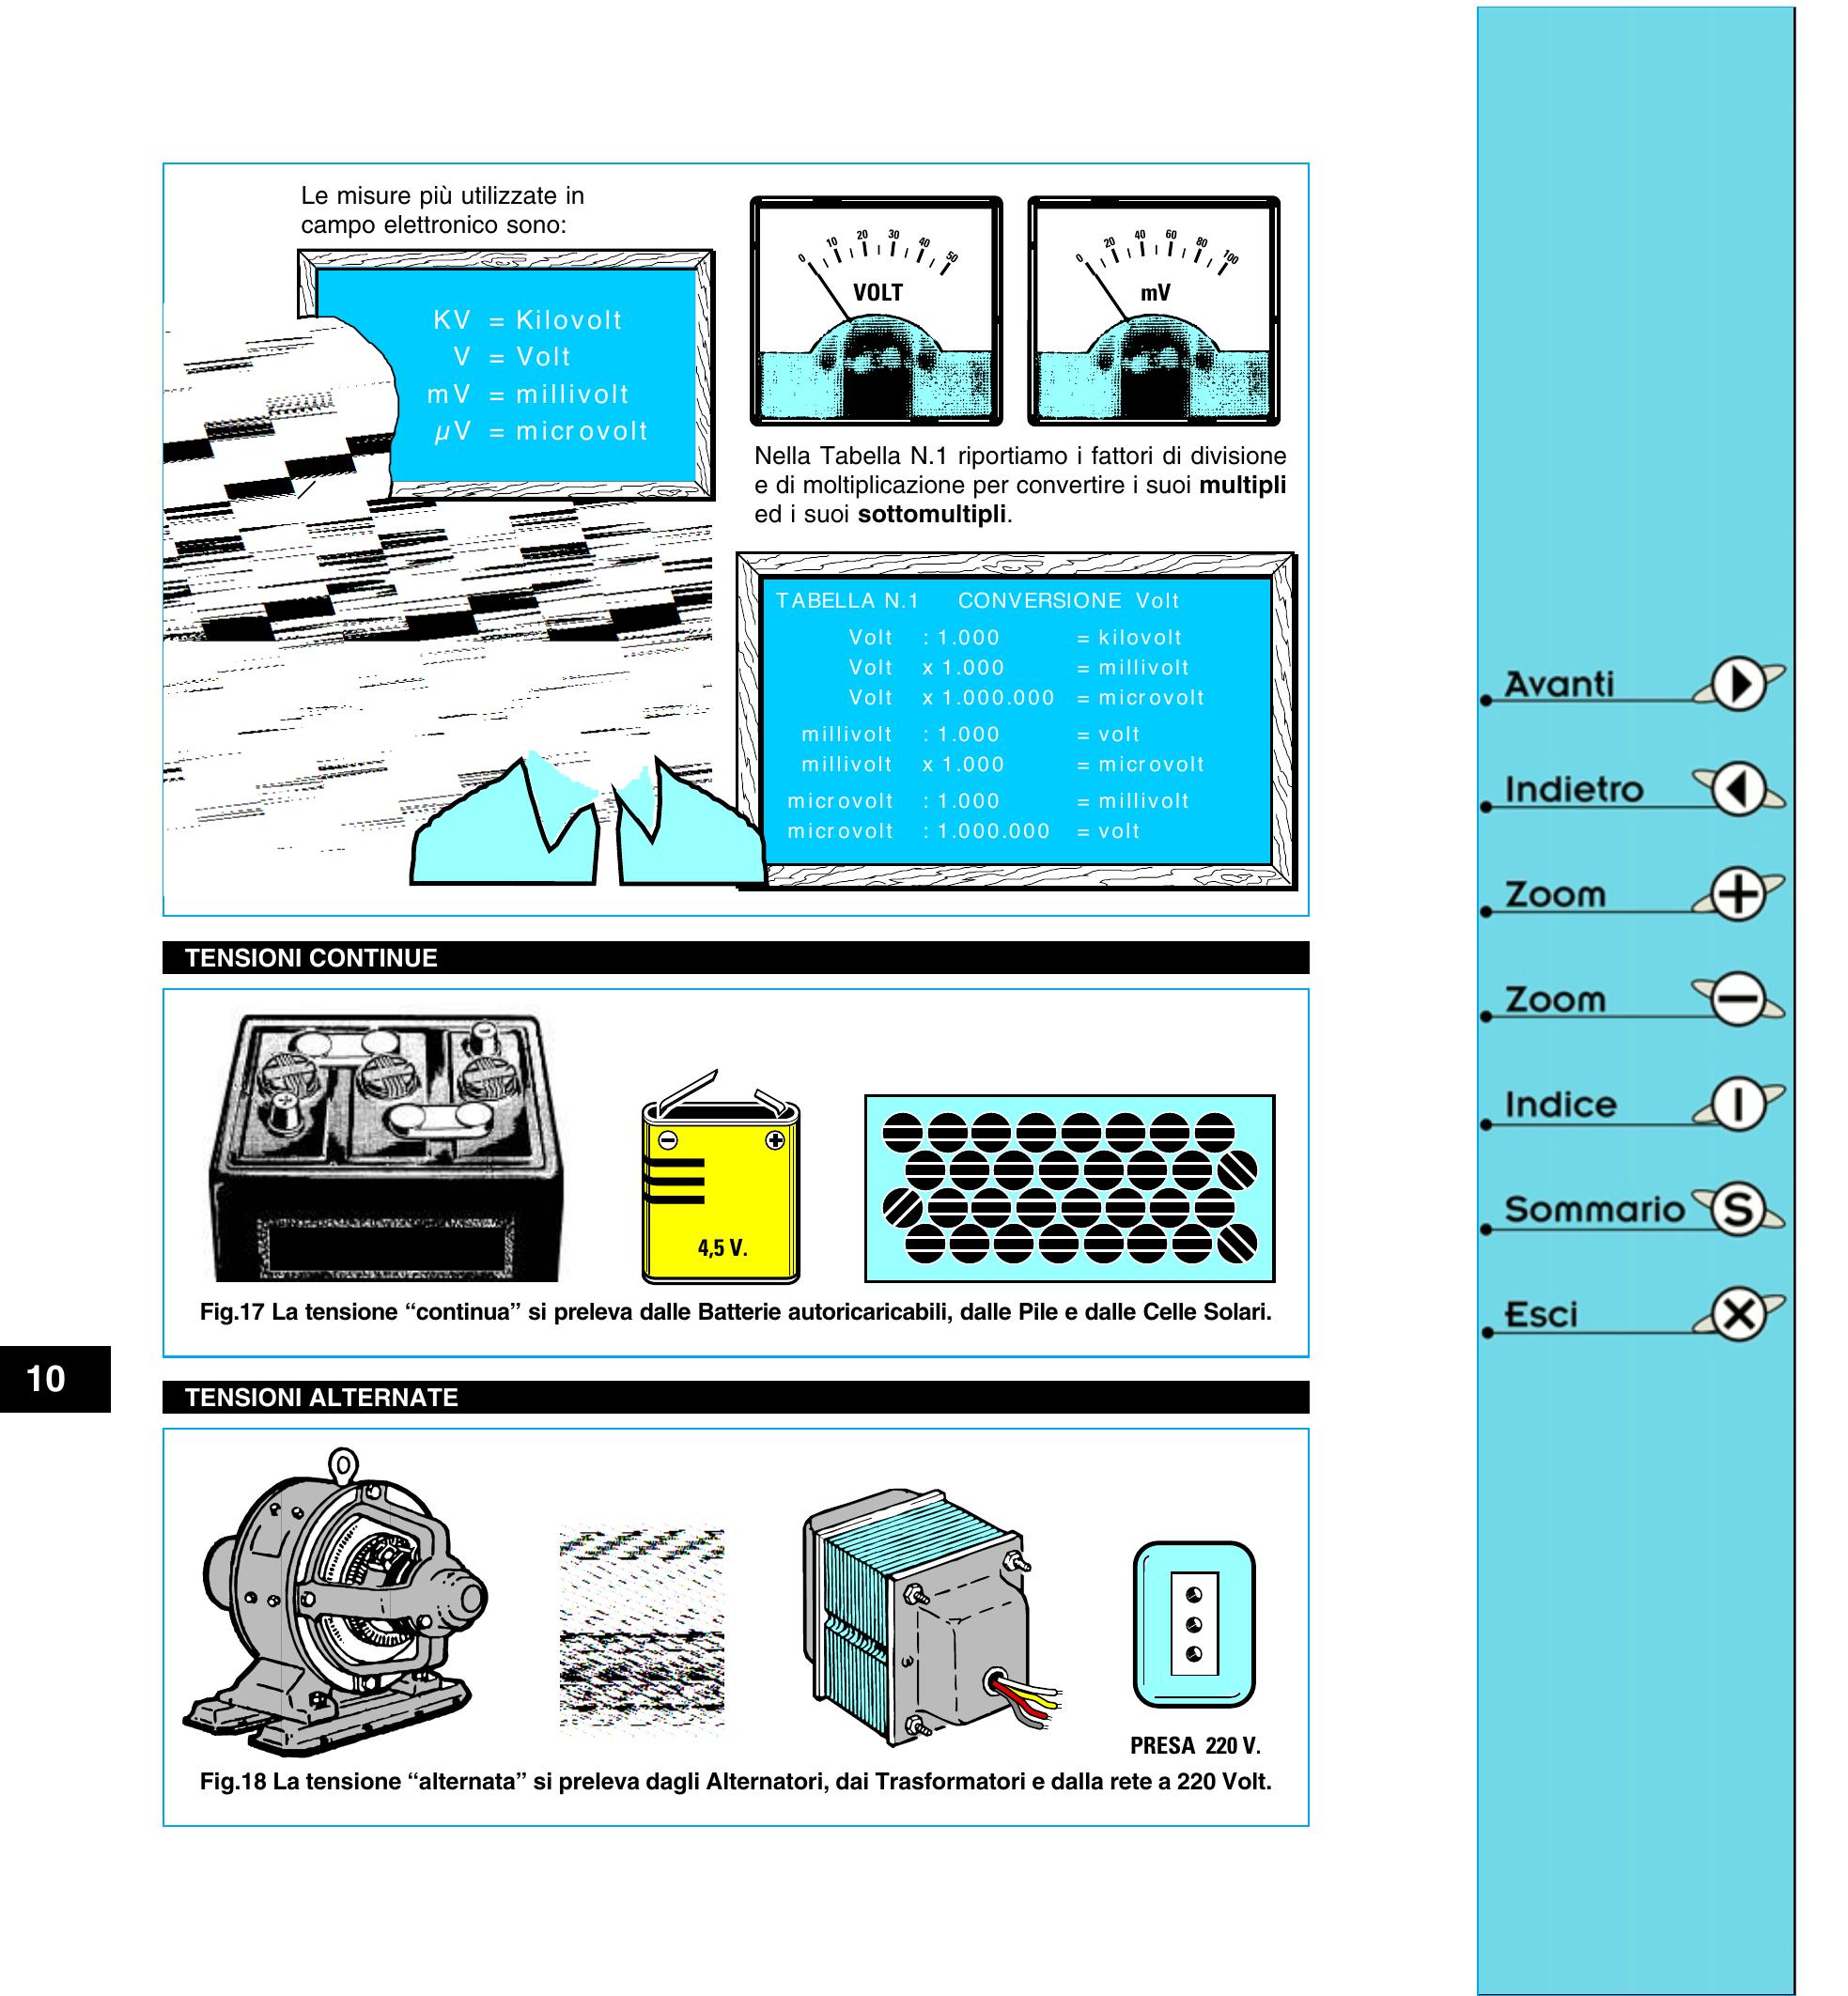 Le misure più utilizzate in
campo elettronico sono:
KV = Kilovolt
V = Volt
mV = millivolt
µV = microvolt
0 10 20 30 40 50
VOLT
0 20 40 60 80 100
mV
Nella Tabella N.1 riportiamo i fattori di divisione
e di moltiplicazione per convertire i suoi multipli
ed i suoi sottomultipli.
TABELLA N.1 CONVERSIONE Volt
Volt : 1.000 = kilovolt
Volt x 1.000 = millivolt
Volt x 1.000.000 = microvolt
millivolt : 1.000 = volt
millivolt x 1.000 = microvolt
microvolt : 1.000 = millivolt
microvolt : 1.000.000 = volt
TENSIONI CONTINUE
4,5 V.
Fig.17 La tensione “continua” si preleva dalle Batterie autoricaricabili, dalle Pile e dalle Celle Solari.
10
TENSIONI ALTERNATE
PRESA 220 V.
Fig.18 La tensione “alternata” si preleva dagli Alternatori, dai Trasformatori e dalla rete a 220 Volt.
Avanti
Indietro
Zoom +
Zoom −
Indice I
Sommario S
Esci X